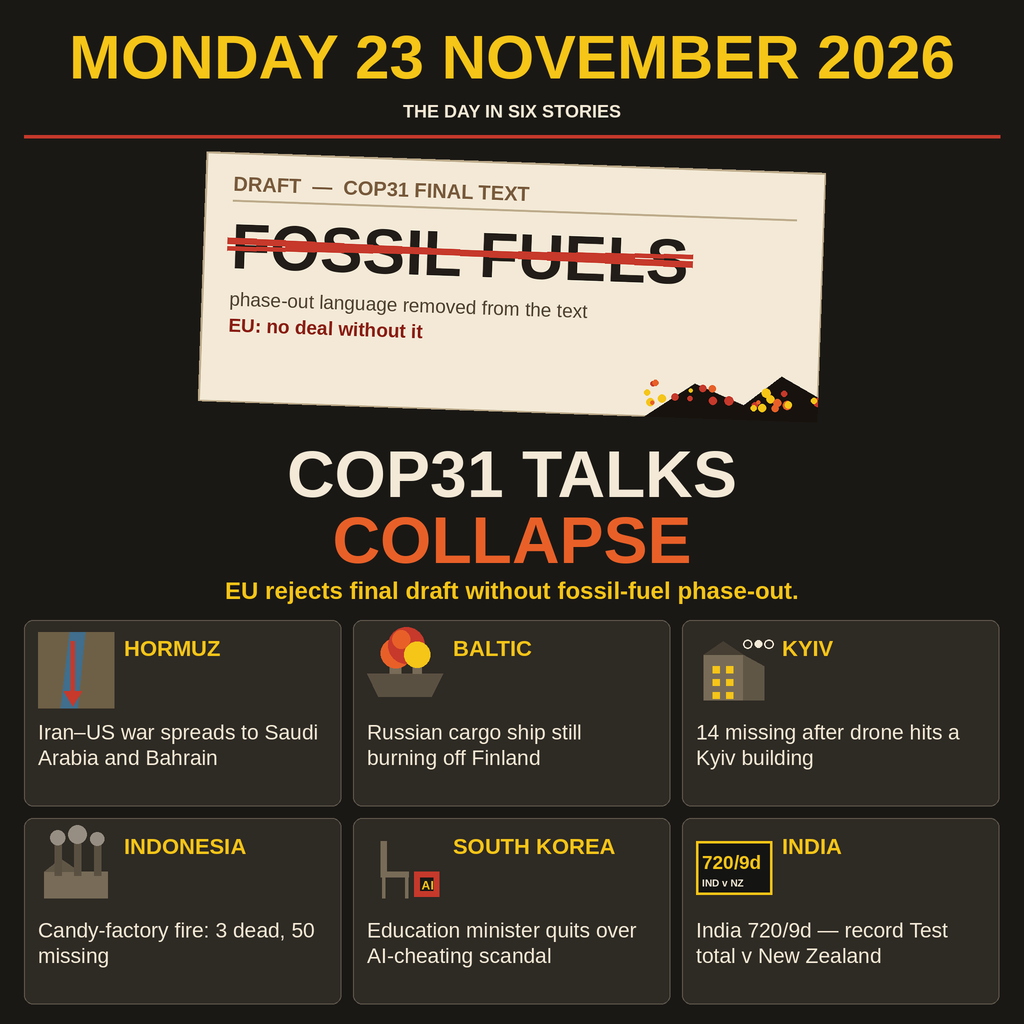 MONDAY 23 NOVEMBER 2026
THE DAY IN SIX STORIES
DRAFT — COP31 FINAL TEXT
FOSSIL FUELS
phase-out language removed from the text
EU: no deal without it
COP31 TALKS
COLLAPSE
EU rejects final draft without fossil-fuel phase-out.
HORMUZ
Iran–US war spreads to Saudi
Arabia and Bahrain
BALTIC
Russian cargo ship still
burning off Finland
KYIV
14 missing after drone hits a
Kyiv building
INDONESIA
Candy-factory fire: 3 dead, 50
missing
AI
SOUTH KOREA
Education minister quits over
AI-cheating scandal
720/9d
IND v NZ
INDIA
India 720/9d — record Test
total v New Zealand